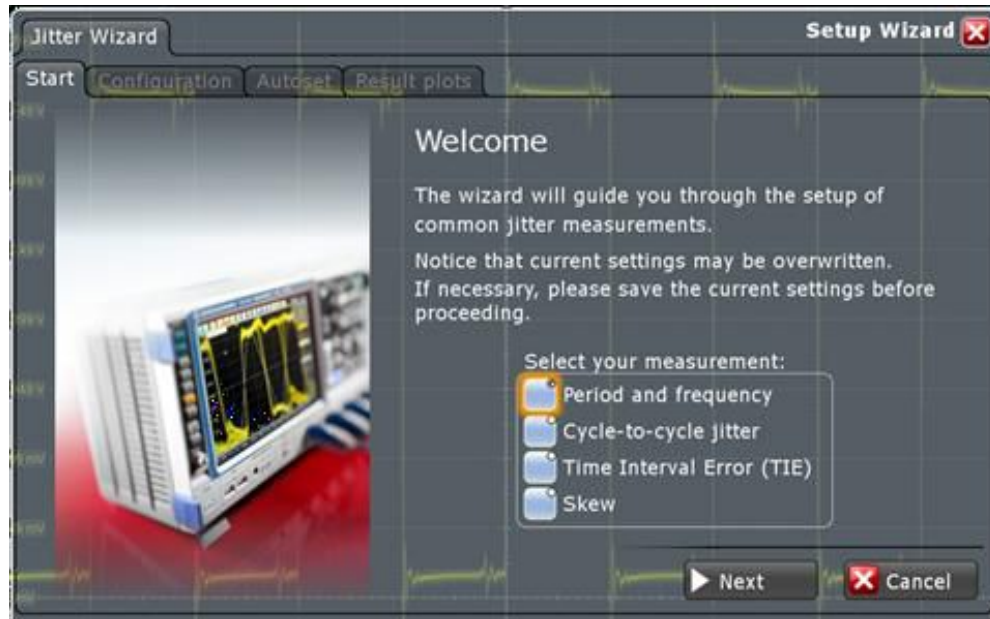 Jitter Wizard
Setup Wizard
Start
Configuration
Autoset
Result plots
Welcome
The wizard will guide you through the setup of
common jitter measurements.
Notice that current settings may be overwritten.
If necessary, please save the current settings before
proceeding.
Select your measurement:
Period and frequency
Cycle-to-cycle jitter
Time Interval Error (TIE)
Skew
Next
Cancel